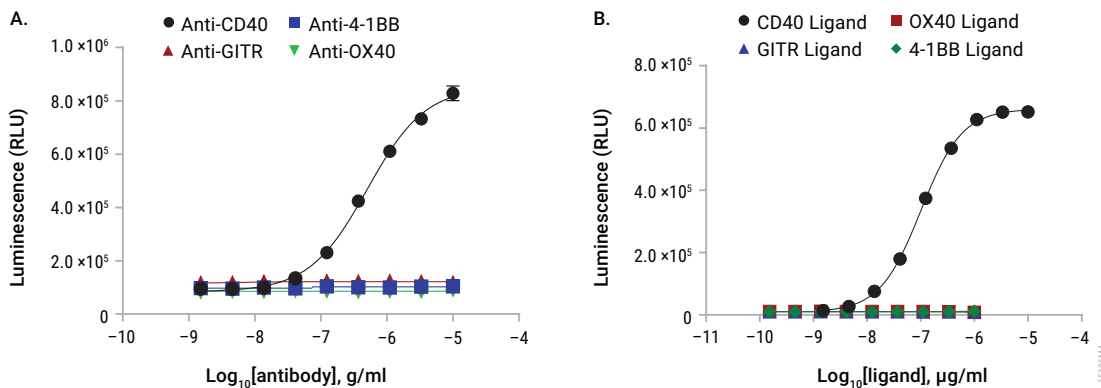 A.
Anti-CD40
Anti-4-1BB
Anti-GITR
Anti-OX40
1.0 ×10⁶
8.0 ×10⁵
6.0 ×10⁵
4.0 ×10⁵
2.0 ×10⁵
0
Luminescence (RLU)
−10
−9
−8
−7
−6
−5
−4
Log₁₀[antibody], g/ml
B.
CD40 Ligand
OX40 Ligand
GITR Ligand
4-1BB Ligand
8.0 ×10⁵
6.0 ×10⁵
4.0 ×10⁵
2.0 ×10⁵
0
Luminescence (RLU)
−11
−10
−9
−8
−7
−6
−5
−4
Log₁₀[ligand], µg/ml